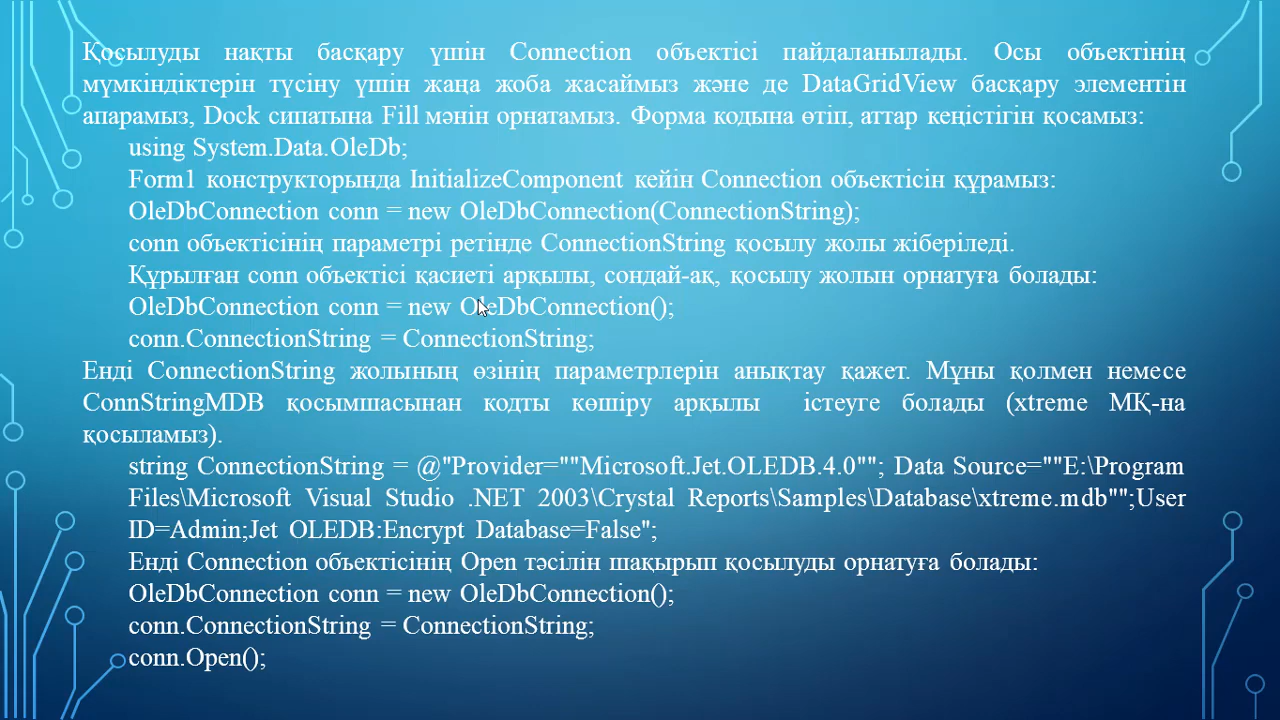 Қосылуды нақты басқару үшін Connection объектісі пайдаланылады. Осы объектінің
мүмкіндіктерін түсіну үшін жаңа жоба жасаймыз және де DataGridView басқару элементін
апарамыз, Dock сипатына Fill мәнін орнатамыз. Форма кодына өтіп, аттар кеңістігін қосамыз:
using System.Data.OleDb;
Form1 конструкторында InitializeComponent кейін Connection объектісін құрамыз:
OleDbConnection conn = new OleDbConnection(ConnectionString);
conn объектісінің параметрі ретінде ConnectionString қосылу жолы жіберіледі.
Құрылған conn объектісі қасиеті арқылы, сондай-ақ, қосылу жолын орнатуға болады:
OleDbConnection conn = new OleDbConnection();
conn.ConnectionString = ConnectionString;
Енді ConnectionString жолының өзінің параметрлерін анықтау қажет. Мұны қолмен немесе
ConnStringMDB қосымшасынан кодты көшіру арқылы істеуге болады (xtreme МҚ-на
қосыламыз).
string ConnectionString = @"Provider=""Microsoft.Jet.OLEDB.4.0""; Data Source=""E:\Program
Files\Microsoft Visual Studio .NET 2003\Crystal Reports\Samples\Database\xtreme.mdb"";User
ID=Admin;Jet OLEDB:Encrypt Database=False";
Енді Connection объектісінің Open тәсілін шақырып қосылуды орнатуға болады:
OleDbConnection conn = new OleDbConnection();
conn.ConnectionString = ConnectionString;
conn.Open();